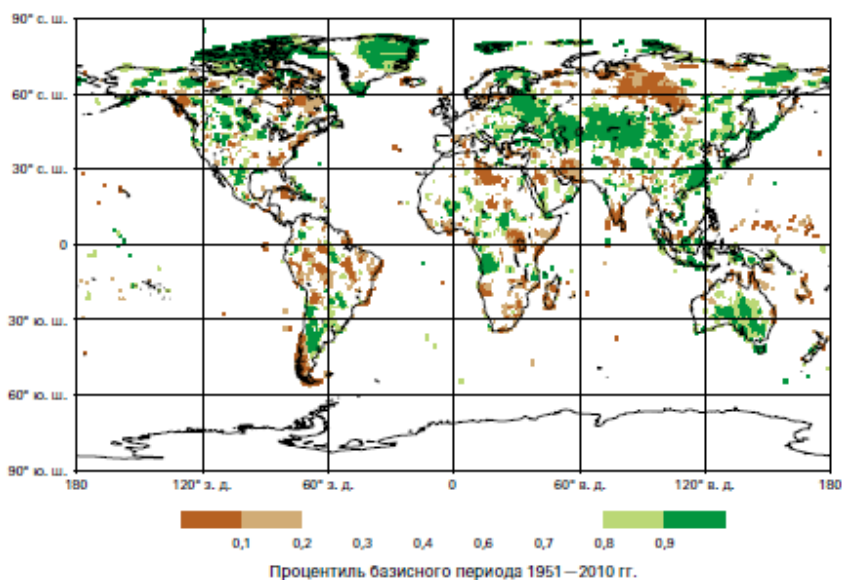 90° с. ш.
60° с. ш.
30° с. ш.
0
30° ю. ш.
60° ю. ш.
90° ю. ш.
180 120° з. д. 60° з. д. 0 60° в. д. 120° в. д. 180
0,1 0,2 0,3 0,4 0,6 0,7 0,8 0,9
Процентиль базисного периода 1951—2010 гг.